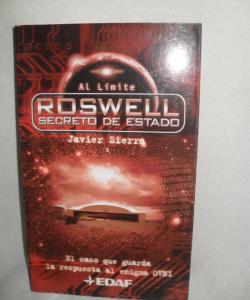 Al Límite
ROSWELL
SECRETO DE ESTADO
Javier Sierra
El caso que guarda
la respuesta al enigma OVNI
EDAF